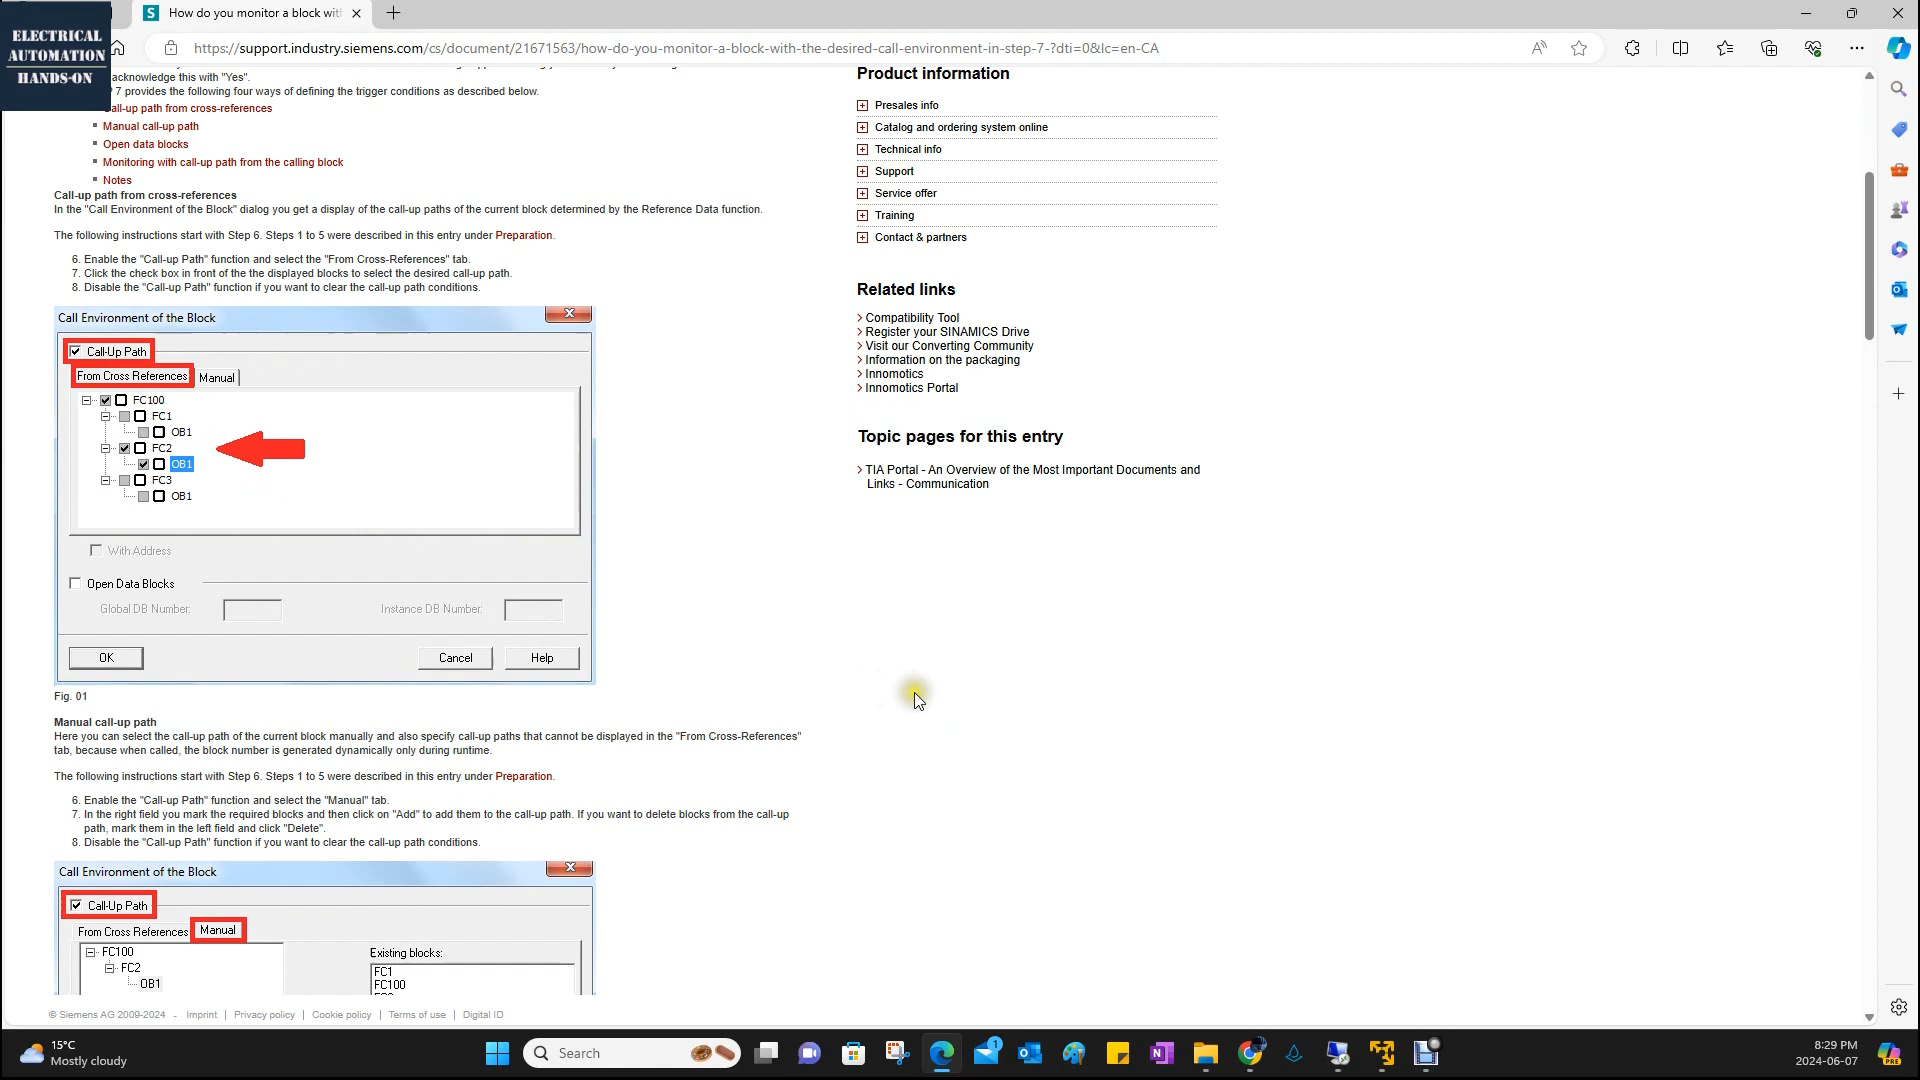 ELECTRICAL
AUTOMATION
HANDS-ON
How do you monitor a block wit
https://support.industry.siemens.com/cs/document/21671563/how-do-you-monitor-a-block-with-the-desired-call-environment-in-step-7-?dti=0&lc=en-CA
acknowledge this with "Yes".
7 provides the following four ways of defining the trigger conditions as described below.
all-up path from cross-references
Manual call-up path
Open data blocks
Monitoring with call-up path from the calling block
Notes
Call-up path from cross-references
In the "Call Environment of the Block" dialog you get a display of the call-up paths of the current block determined by the Reference Data function.
The following instructions start with Step 6. Steps 1 to 5 were described in this entry under Preparation.
6. Enable the "Call-up Path" function and select the "From Cross-References" tab.
7. Click the check box in front of the the displayed blocks to select the desired call-up path.
8. Disable the "Call-up Path" function if you want to clear the call-up path conditions.
Call Environment of the Block
Call-Up Path
From Cross References Manual
FC100
FC1
OB1
FC2
OB1
FC3
OB1
With Address
Open Data Blocks
Global DB Number: Instance DB Number:
OK Cancel Help
Fig. 01
Manual call-up path
Here you can select the call-up path of the current block manually and also specify call-up paths that cannot be displayed in the "From Cross-References"
tab, because when called, the block number is generated dynamically only during runtime.
The following instructions start with Step 6. Steps 1 to 5 were described in this entry under Preparation.
6. Enable the "Call-up Path" function and select the "Manual" tab.
7. In the right field you mark the required blocks and then click on "Add" to add them to the call-up path. If you want to delete blocks from the call-up
path, mark them in the left field and click "Delete".
8. Disable the "Call-up Path" function if you want to clear the call-up path conditions.
Call Environment of the Block
Call-Up Path
From Cross References Manual
FC100
FC2
OB1
Existing blocks:
FC1
FC100
Product information
Presales info
Catalog and ordering system online
Technical info
Support
Service offer
Training
Contact & partners
Related links
> Compatibility Tool
> Register your SINAMICS Drive
> Visit our Converting Community
> Information on the packaging
> Innomotics
> Innomotics Portal
Topic pages for this entry
> TIA Portal - An Overview of the Most Important Documents and
Links - Communication
© Siemens AG 2009-2024 - Imprint | Privacy policy | Cookie policy | Terms of use | Digital ID
15°C
Mostly cloudy
Search
1
8:29 PM
2024-06-07